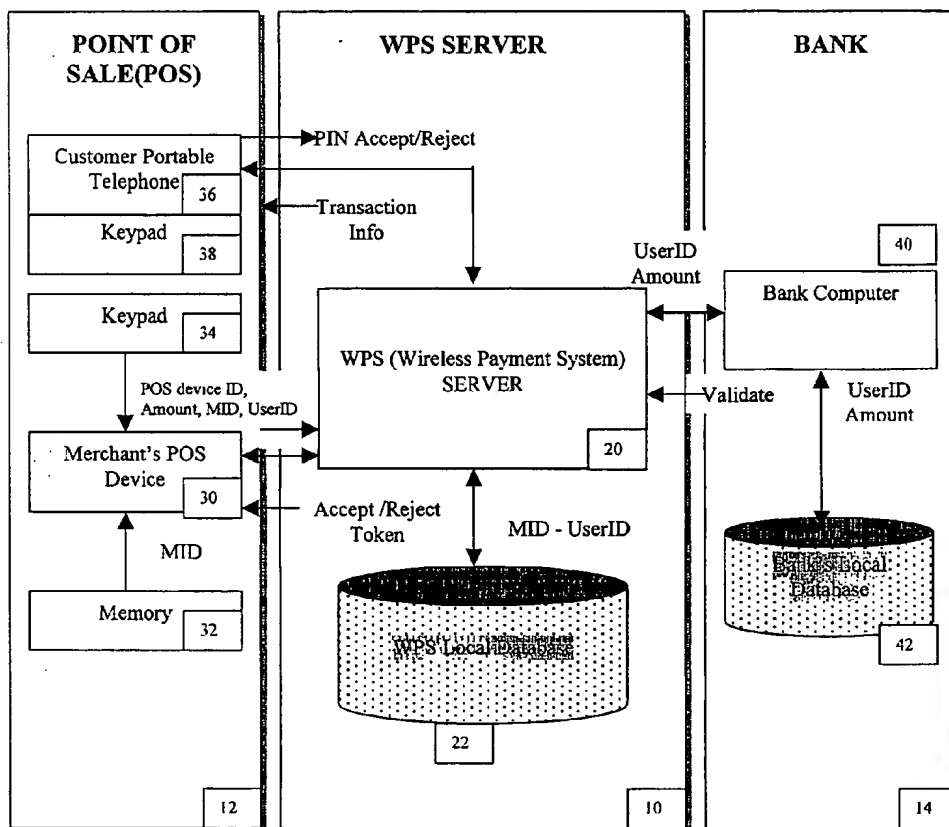 POINT OF
SALE(POS)
WPS SERVER
BANK
PIN Accept/Reject
Customer Portable
Telephone
36
Transaction
Info
Keypad
38
UserID
Amount
40
Bank Computer
Keypad
34
WPS (Wireless Payment System)
SERVER
20
POS device ID,
Amount, MID, UserID
Validate
UserID
Amount
Merchant's POS
Device
30
Accept /Reject
Token
MID - UserID
MID
Memory
32
WPS Local Database
22
Bank's Local
Database
42
12
10
14